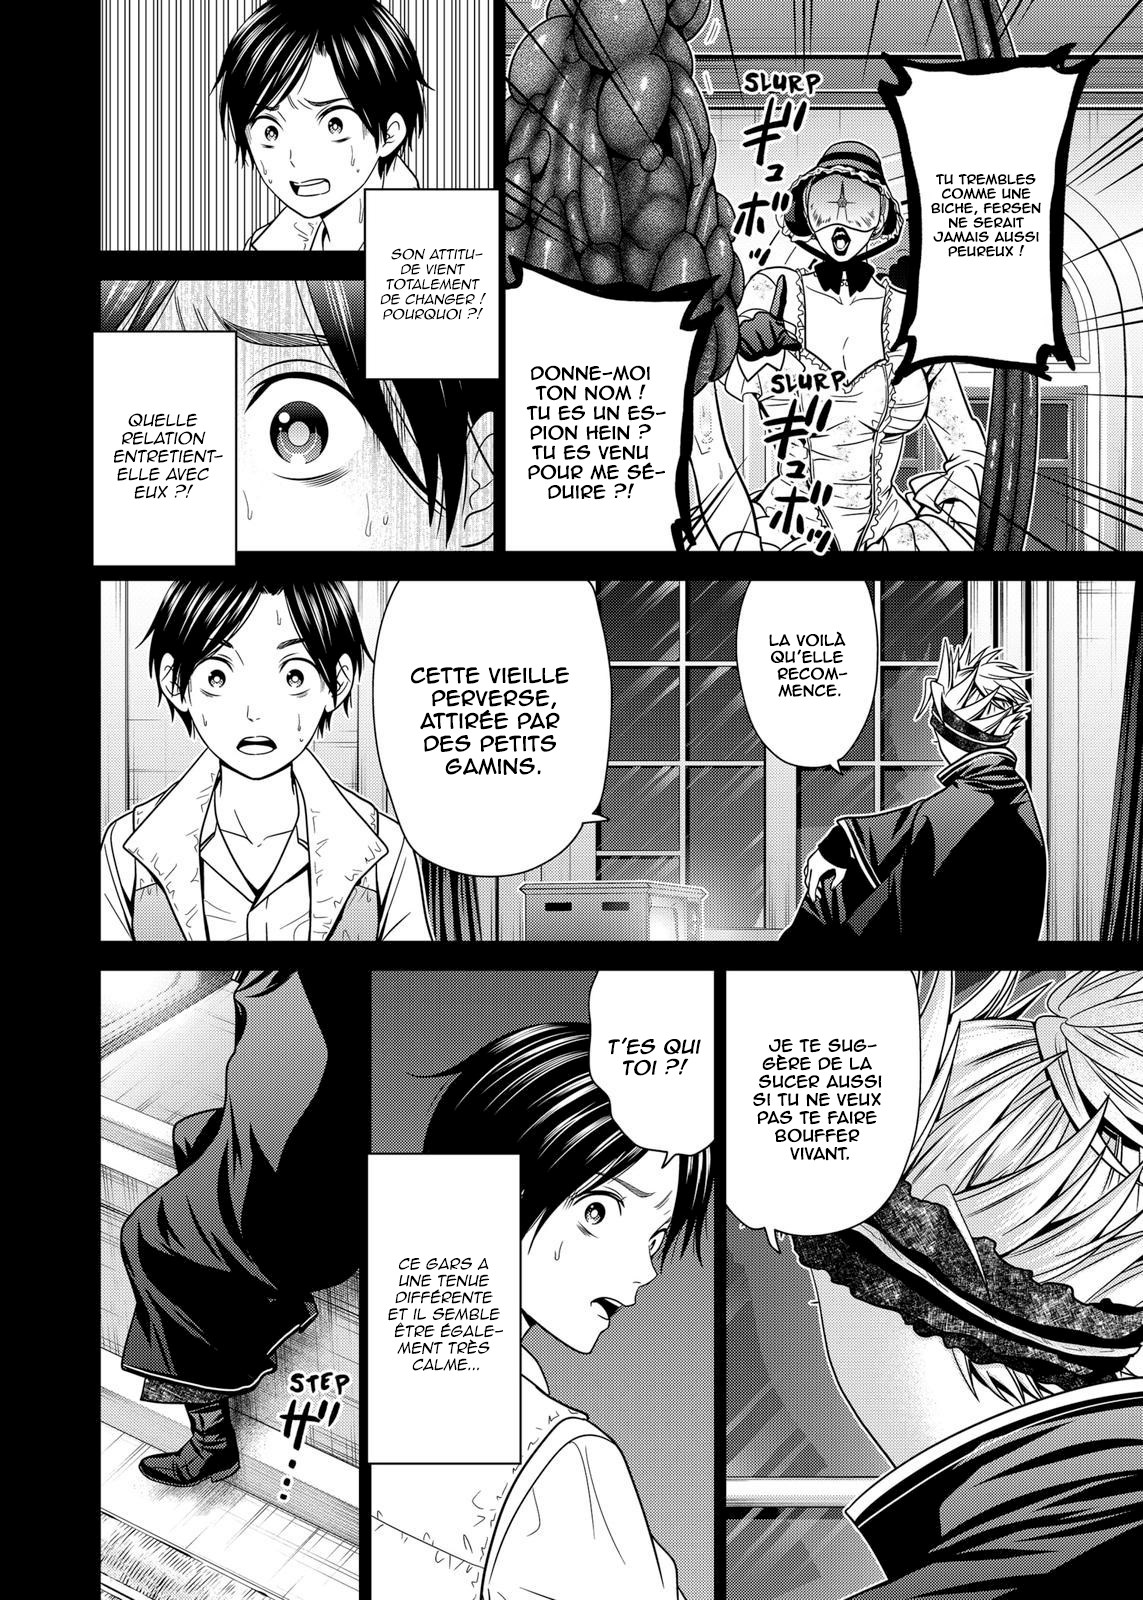 TU TREMBLES
COMME UNE
BICHE, FERSEN
NE SERAIT
JAMAIS AUSSI
PEUREUX !
SLURP
ギュボッ
DONNE-MOI
TON NOM !
TU ES UN ES-
PION HEIN ?
TU ES VENU
POUR ME SÉ-
DUIRE ?!
SLURP
ギュボッ
SON ATTITU-
DE VIENT
TOTALEMENT
DE CHANGER !
POURQUOI ?!
QUELLE
RELATION
ENTRETIENT-
ELLE AVEC
EUX ?!
LA VOILÀ
QU'ELLE
RECOM-
MENCE.
CETTE VIEILLE
PERVERSE,
ATTIRÉE PAR
DES PETITS
GAMINS.
JE TE SUG-
GÈRE DE LA
SUCER AUSSI
SI TU NE VEUX
PAS TE FAIRE
BOUFFER
VIVANT.
T'ES QUI
TOI ?!
CE GARS A
UNE TENUE
DIFFÉRENTE
ET IL SEMBLE
ÊTRE ÉGALE-
MENT TRÈS
CALME...
STEP
ザ…